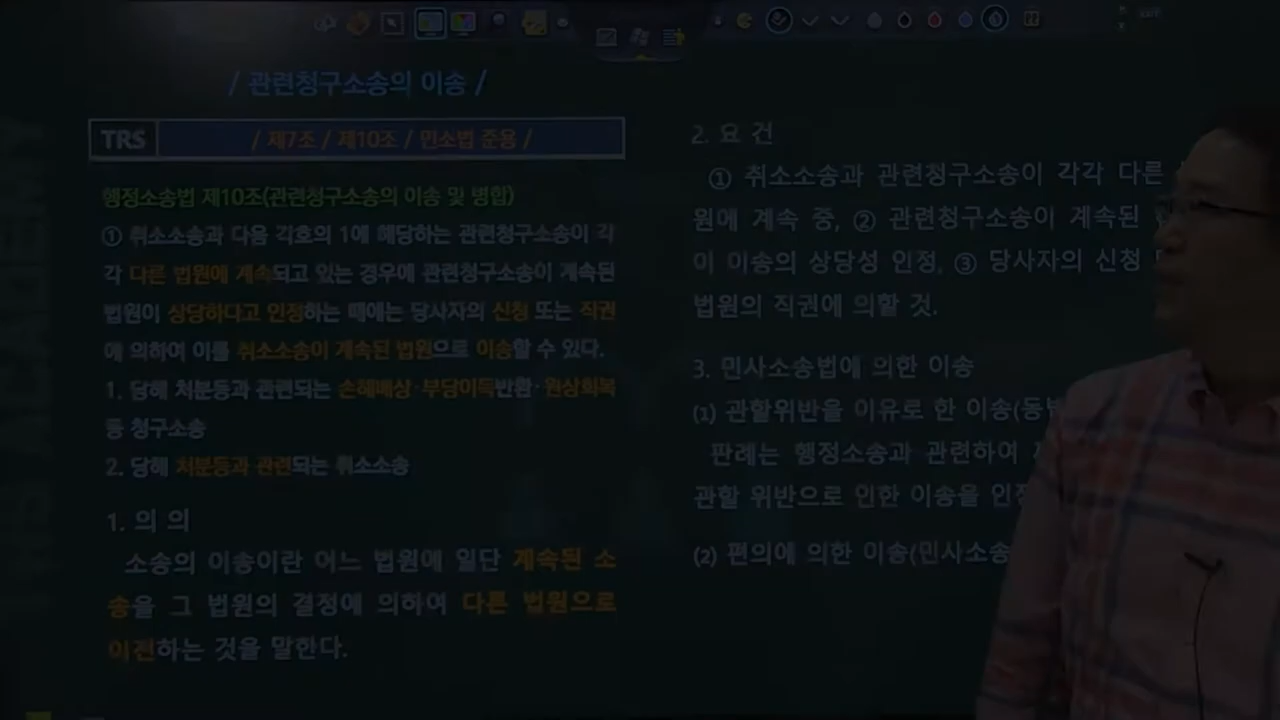 / 관련청구소송의 이송 /
TRS / 제7조 / 제10조 / 민소법 준용 /
행정소송법 제10조(관련청구소송의 이송 및 병합)
① 취소소송과 다음 각호의 1에 해당하는 관련청구소송이 각
각 다른 법원에 계속되고 있는 경우에 관련청구소송이 계속된
법원이 상당하다고 인정하는 때에는 당사자의 신청 또는 직권
에 의하여 이를 취소소송이 계속된 법원으로 이송할 수 있다.
1. 당해 처분등과 관련되는 손해배상·부당이득반환·원상회복
등 청구소송
2. 당해 처분등과 관련되는 취소소송
1. 의 의
소송의 이송이란 어느 법원에 일단 계속된 소
송을 그 법원의 결정에 의하여 다른 법원으로
이전하는 것을 말한다.
2. 요 건
① 취소소송과 관련청구소송이 각각 다른
원에 계속 중, ② 관련청구소송이 계속된
이 이송의 상당성 인정, ③ 당사자의 신청
법원의 직권에 의할 것.
3. 민사소송법에 의한 이송
(1) 관할위반을 이유로 한 이송(동법
판례는 행정소송과 관련하여
관할 위반으로 인한 이송을 인정
(2) 편의에 의한 이송(민사소송